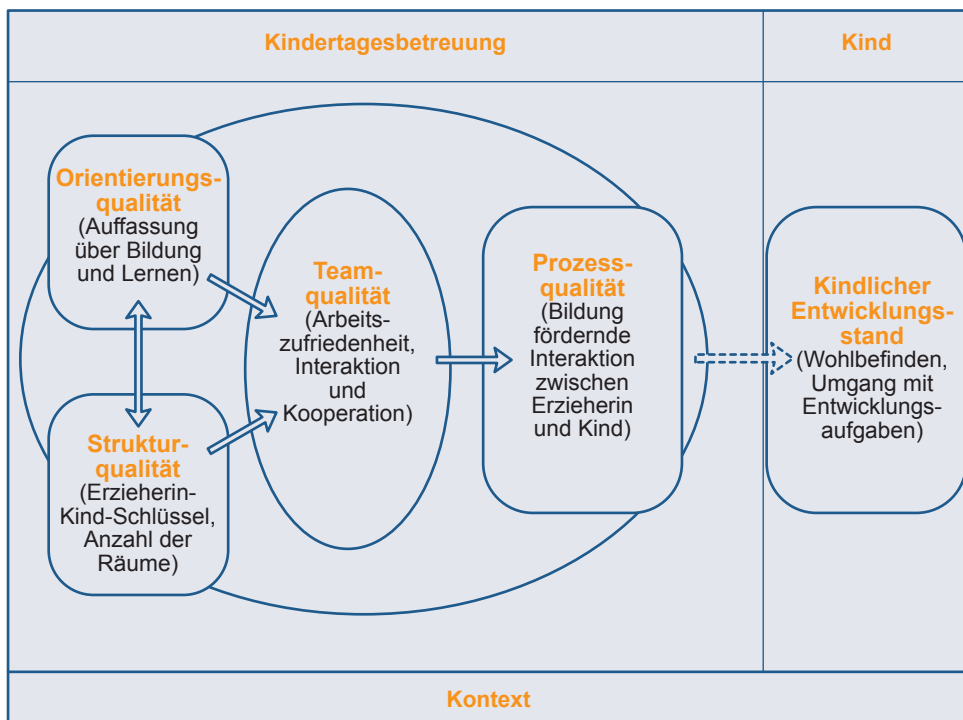 Kindertagesbetreuung
Kind
Orientierungs-
qualität
(Auffassung
über Bildung
und Lernen)
Struktur-
qualität
(Erzieherin-
Kind-Schlüssel,
Anzahl der
Räume)
Team-
qualität
(Arbeits-
zufriedenheit,
Interaktion
und
Kooperation)
Prozess-
qualität
(Bildung
fördernde
Interaktion
zwischen
Erzieherin
und Kind)
Kindlicher
Entwicklungs-
stand
(Wohlbefinden,
Umgang mit
Entwicklungs-
aufgaben)
Kontext